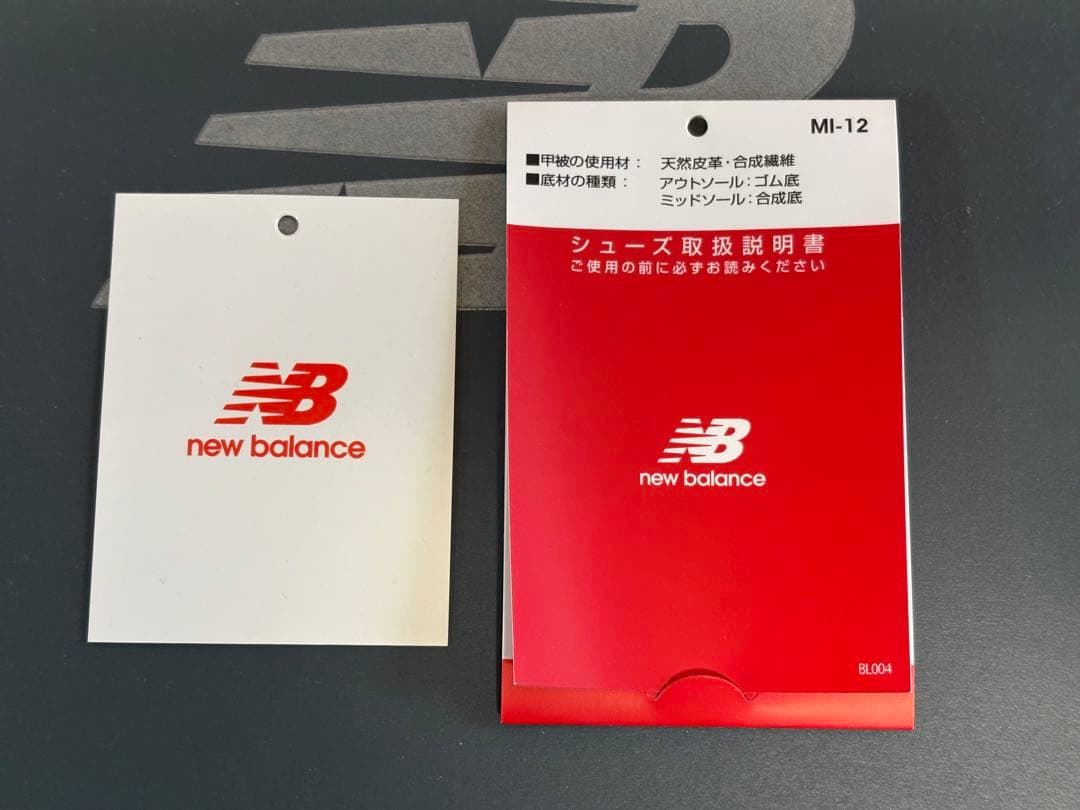 NB
new balance
MI-12
■甲被の使用材： 天然皮革・合成繊維
■底材の種類： アウトソール：ゴム底
ミッドソール：合成底
シューズ取扱説明書
ご使用の前に必ずお読みください
NB
new balance
BL004